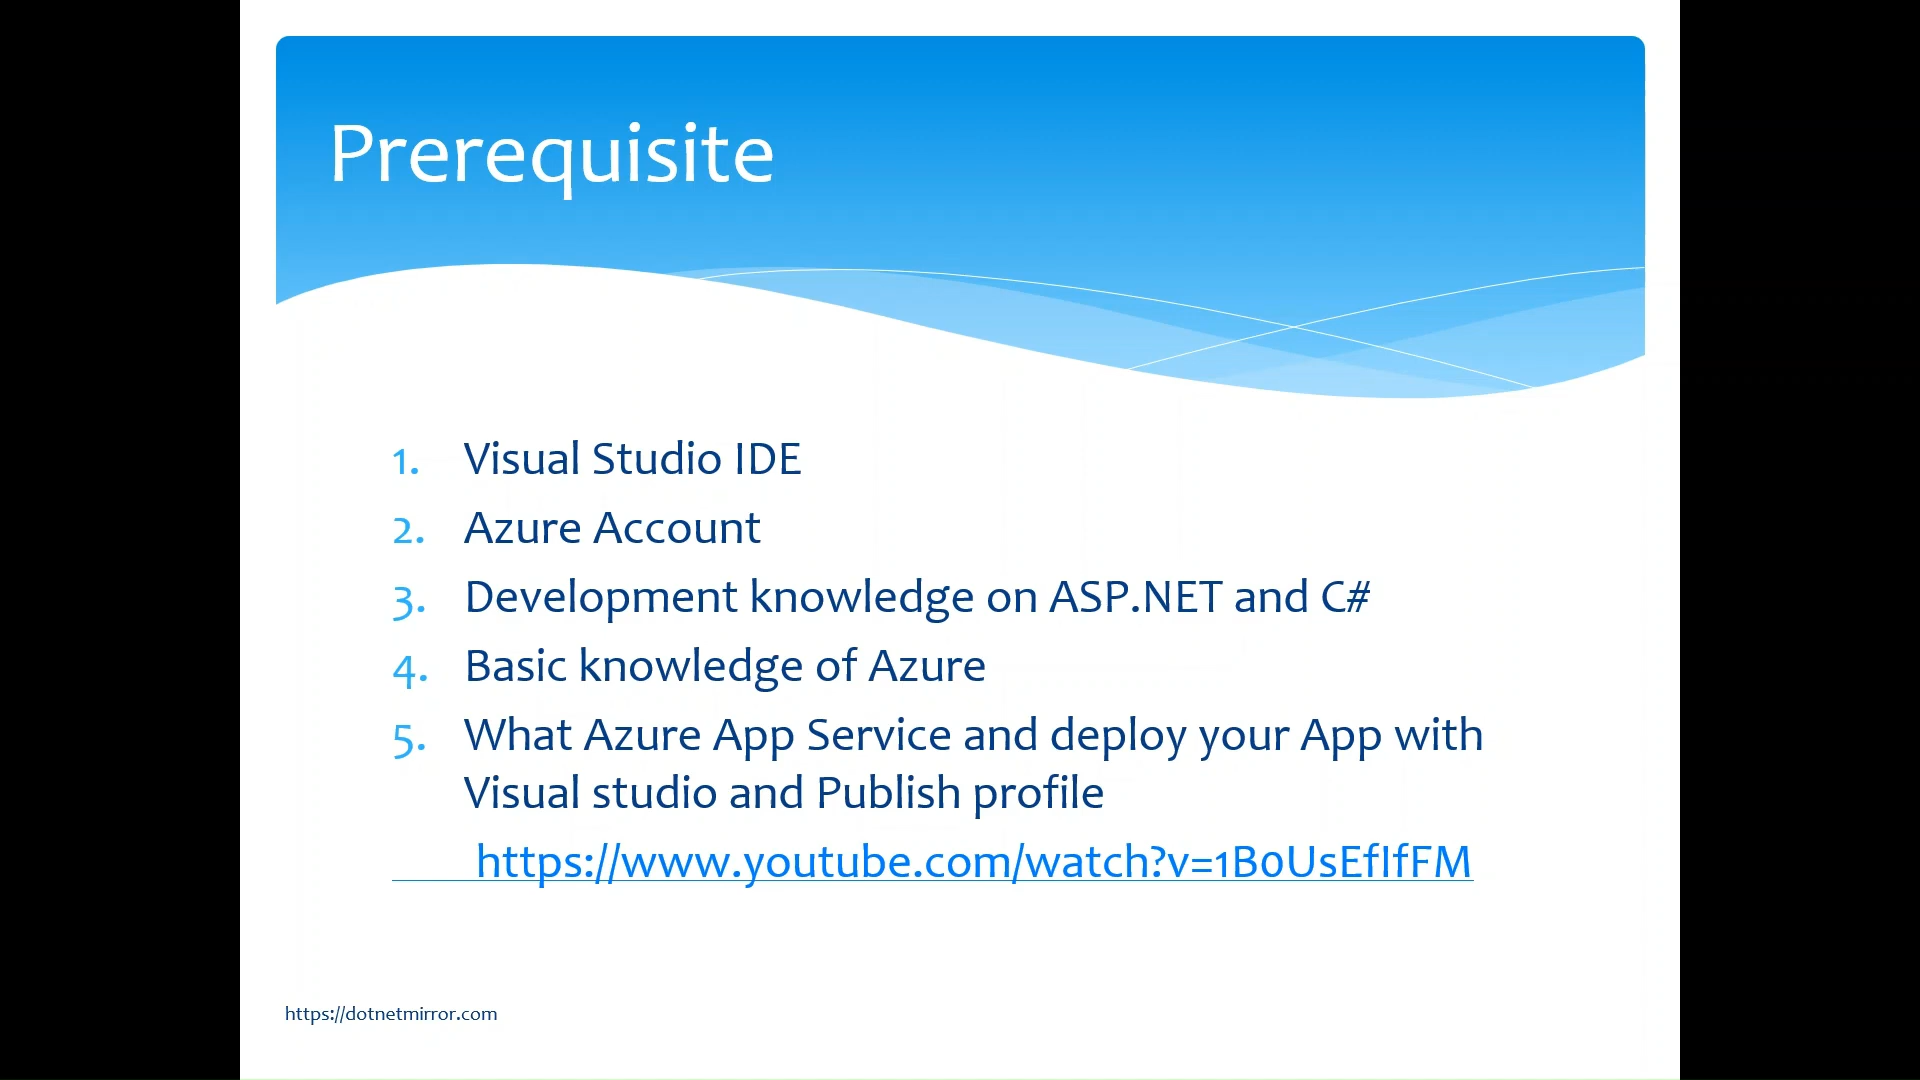 Prerequisite
1. Visual Studio IDE
2. Azure Account
3. Development knowledge on ASP.NET and C#
4. Basic knowledge of Azure
5. What Azure App Service and deploy your App with
Visual studio and Publish profile
https://www.youtube.com/watch?v=1B0UsEfIfFM
https://dotnetmirror.com